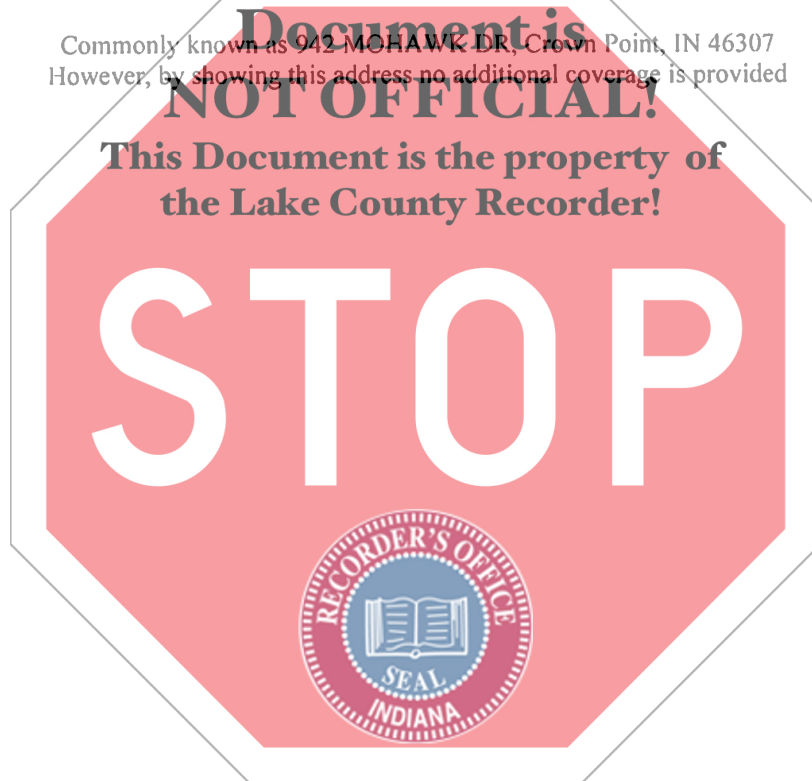 Document is
Commonly known as 942 MOHAWK DR, Crown Point, IN 46307
However, by showing this address no additional coverage is provided
NOT OFFICIAL!
This Document is the property of
the Lake County Recorder!
STOP
RECORDER'S OFFICE
SEAL
INDIANA